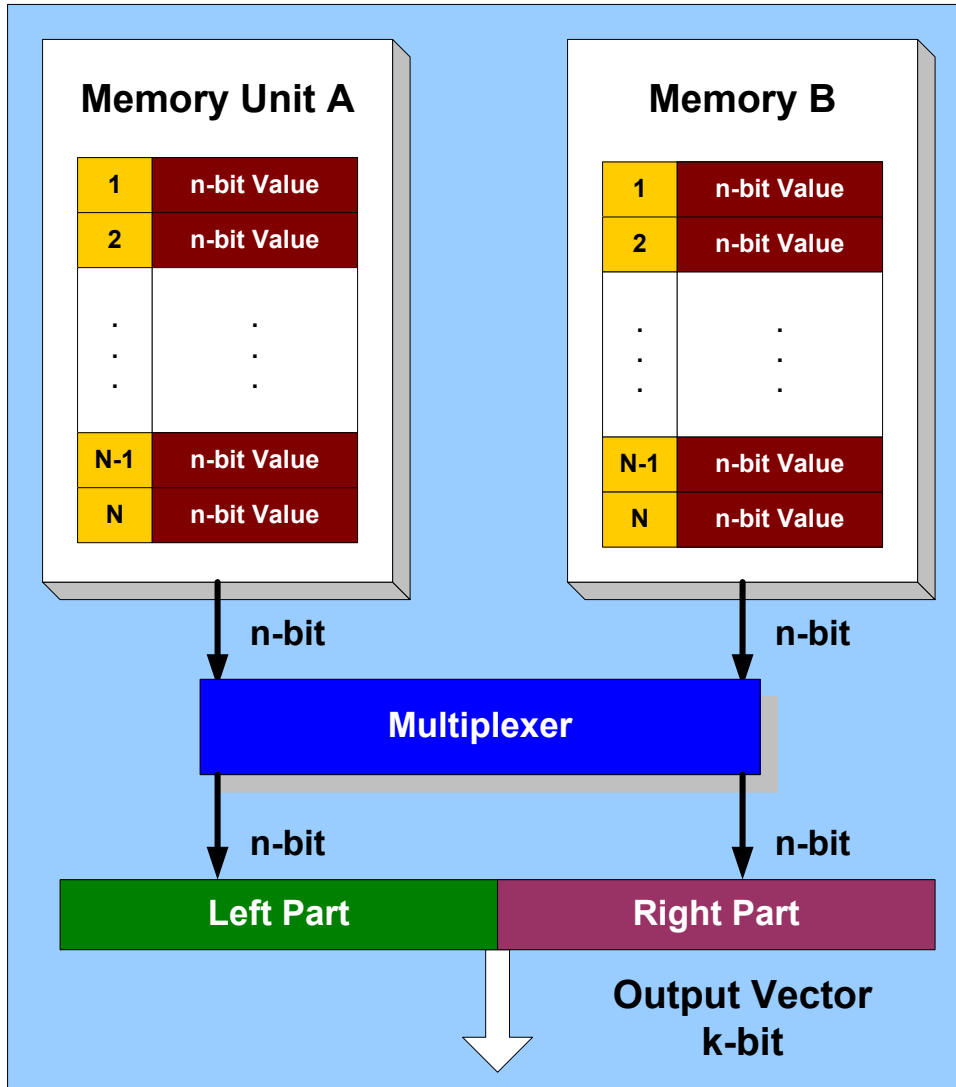 Memory Unit A
1 n-bit Value
2 n-bit Value
. .
. .
. .
N-1 n-bit Value
N n-bit Value
Memory B
1 n-bit Value
2 n-bit Value
. .
. .
. .
N-1 n-bit Value
N n-bit Value
n-bit
n-bit
Multiplexer
n-bit
n-bit
Left Part
Right Part
Output Vector
k-bit